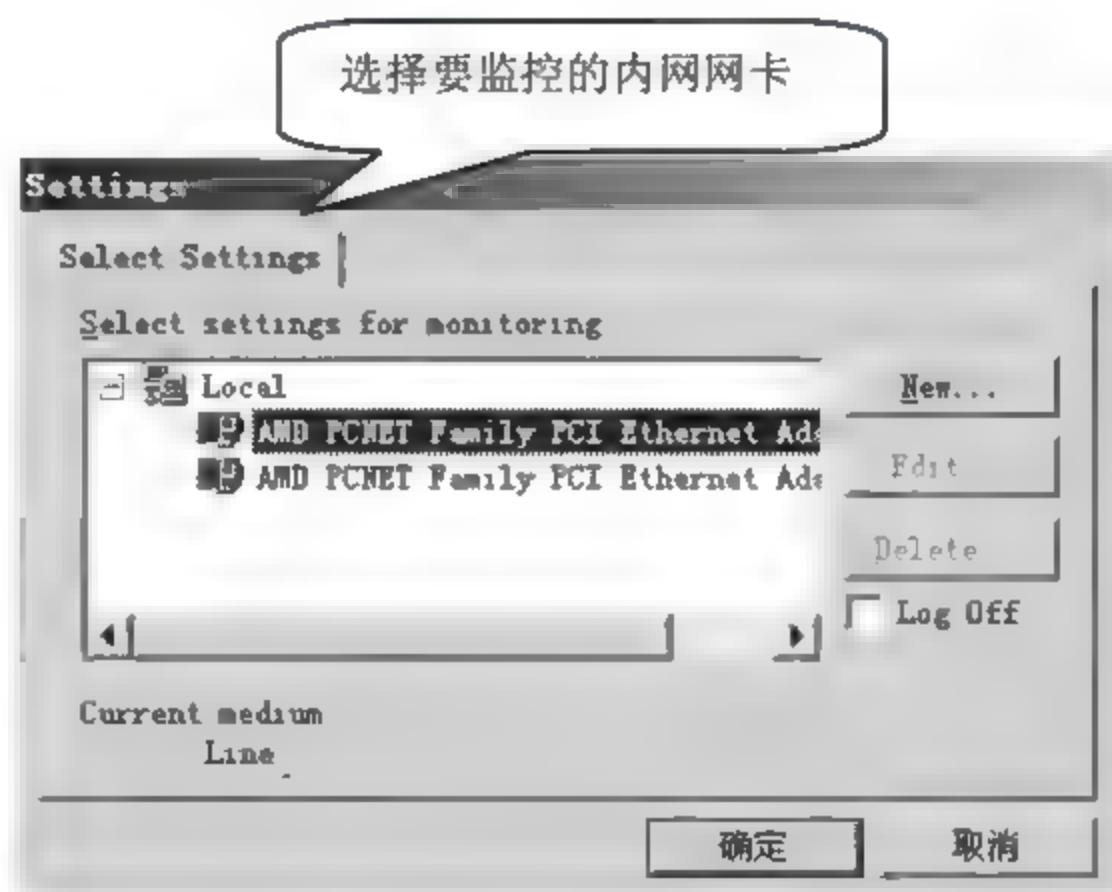 选择要监控的内网网卡
Settings
Select Settings
Select settings for monitoring
Local
New...
AMD PCNET Family PCI Ethernet Ada
Edit
AMD PCNET Family PCI Ethernet Ada
Delete
Log Off
Current medium
Line
确定
取消